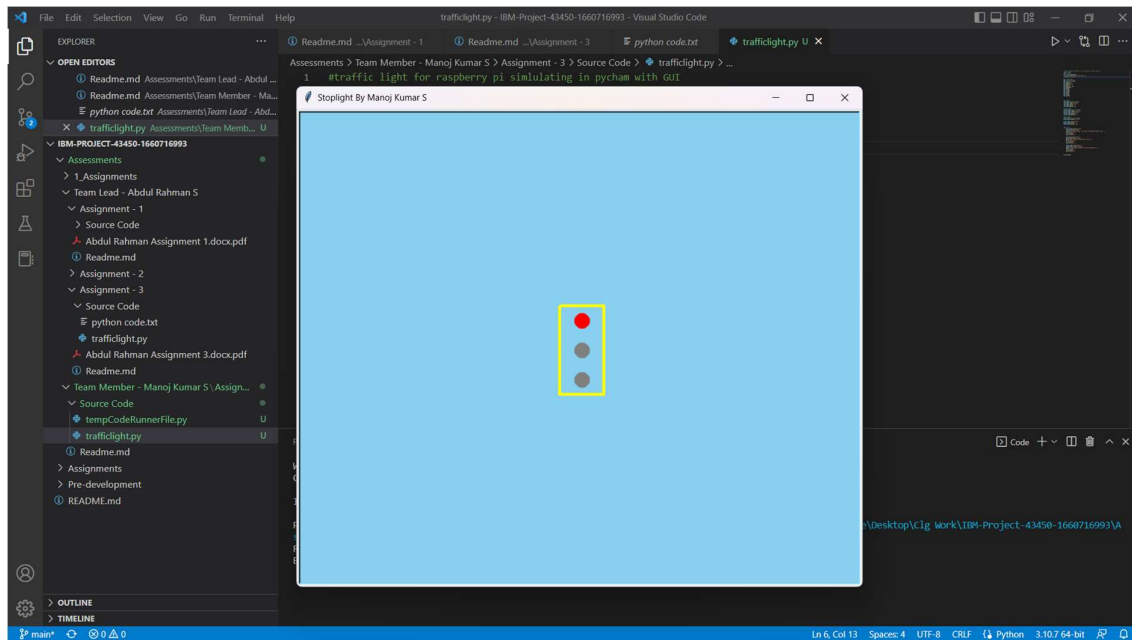 File Edit Selection View Go Run Terminal Help
trafficlight.py - IBM-Project-43450-1660716993 - Visual Studio Code
EXPLORER
Readme.md ...\Assignment - 1
Readme.md ...\Assignment - 3
python code.txt
trafficlight.py U
OPEN EDITORS
Readme.md Assessments\Team Lead - Abdul ...
Readme.md Assessments\Team Member - Ma...
python code.txt Assessments\Team Lead - Abd...
trafficlight.py Assessments\Team Memb... U
IBM-PROJECT-43450-1660716993
Assessments
1_Assignments
Team Lead - Abdul Rahman S
Assignment - 1
Source Code
Abdul Rahman Assignment 1.docx.pdf
Readme.md
Assignment - 2
Assignment - 3
Source Code
python code.txt
trafficlight.py
Abdul Rahman Assignment 3.docx.pdf
Readme.md
Team Member - Manoj Kumar S \ Assign...
Source Code
tempCodeRunnerFile.py U
trafficlight.py U
Readme.md
Assignments
Pre-development
README.md
OUTLINE
TIMELINE
Assessments > Team Member - Manoj Kumar S > Assignment - 3 > Source Code > trafficlight.py > ...
1 #traffic light for raspberry pi simlulating in pycham with GUI
Stoplight By Manoj Kumar S
Code
\Desktop\Clg Work\IBM-Project-43450-1660716993\A
2
main* 0 0
Ln 6, Col 13 Spaces: 4 UTF-8 CRLF Python 3.10.7 64-bit